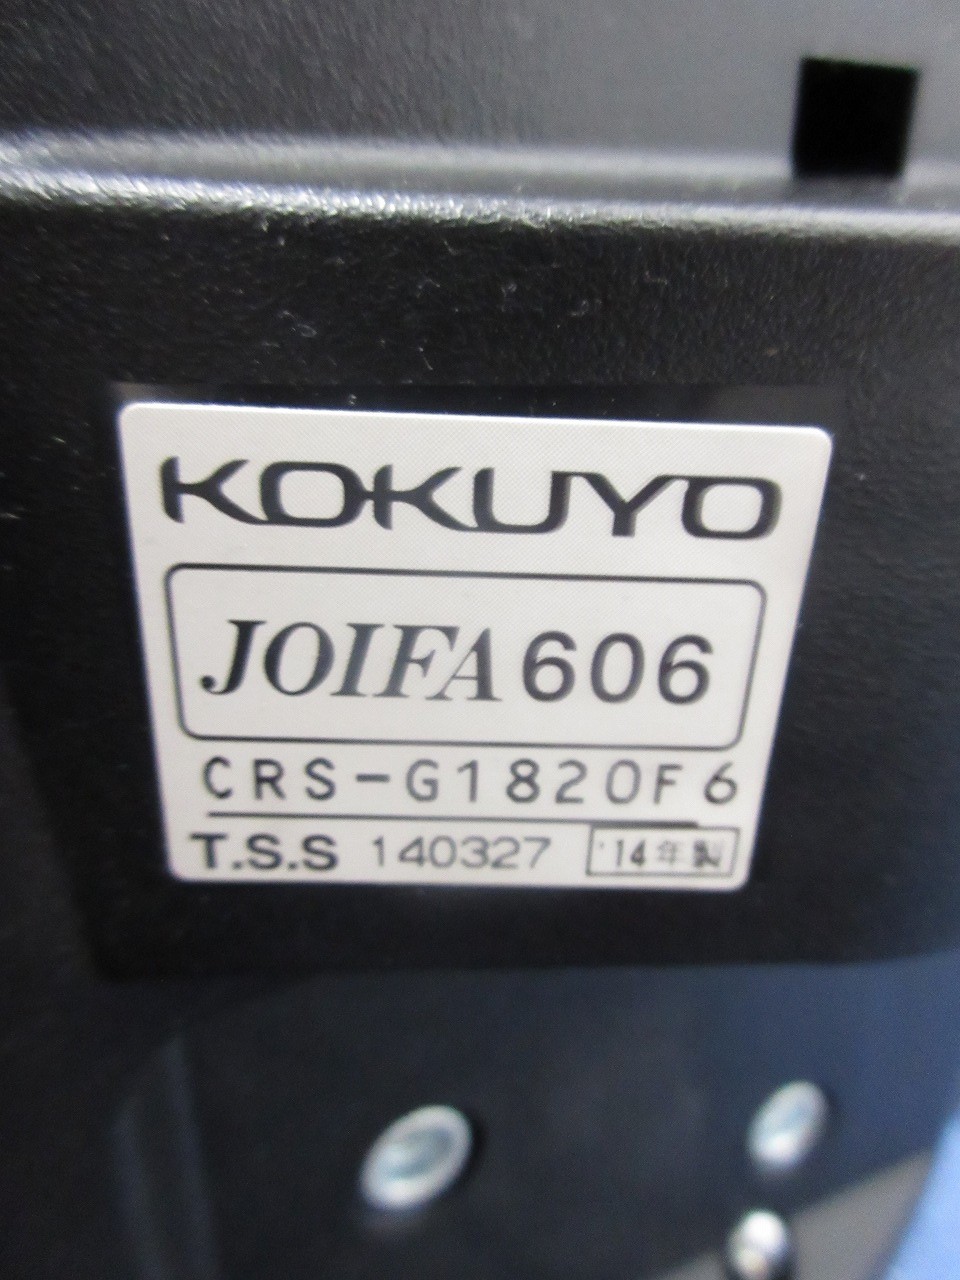 KOKUYO
JOIFA 606
CRS-G1820F6
T.S.S 140327 '14年製